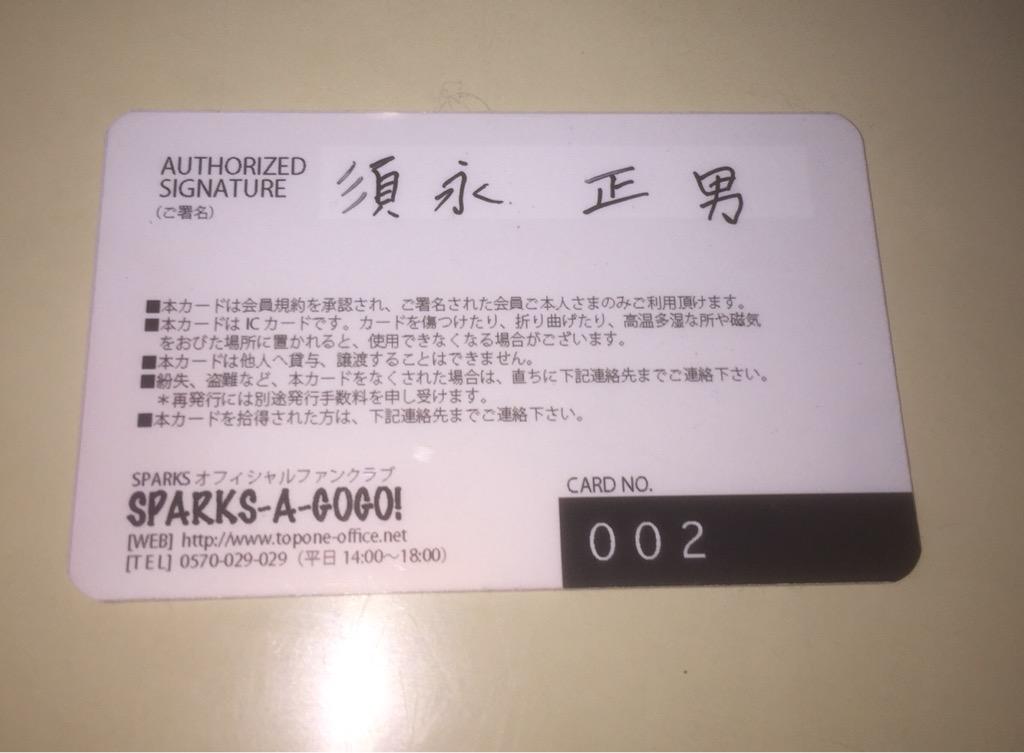 AUTHORIZED
SIGNATURE
(ご署名)
須永 正男
■本カードは会員規約を承認され、ご署名された会員ご本人さまのみご利用頂けます。
■本カードは IC カードです。カードを傷つけたり、折り曲げたり、高温多湿な所や磁気
をおびた場所に置かれると、使用できなくなる場合がございます。
■本カードは他人へ貸与、譲渡することはできません。
■紛失、盗難など、本カードをなくされた場合は、直ちに下記連絡先までご連絡下さい。
＊再発行には別途発行手数料を申し受けます。
■本カードを拾得された方は、下記連絡先までご連絡下さい。
SPARKS オフィシャルファンクラブ
SPARKS-A-GOGO!
[WEB] http://www.topone-office.net
[TEL] 0570-029-029（平日 14:00～18:00）
CARD NO.
002